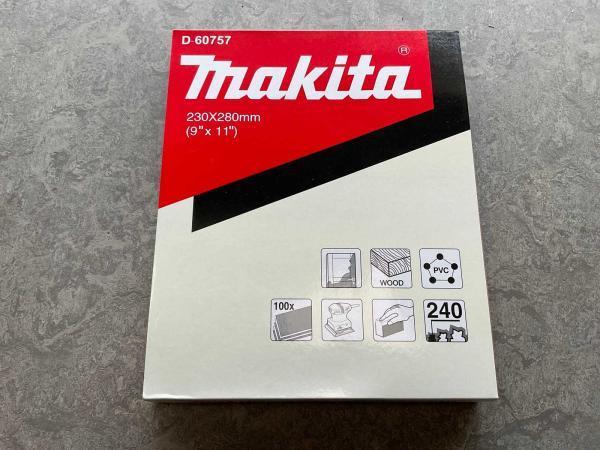 D-60757
makita®
230X280mm
(9"x 11")
WOOD
PVC
100x
240